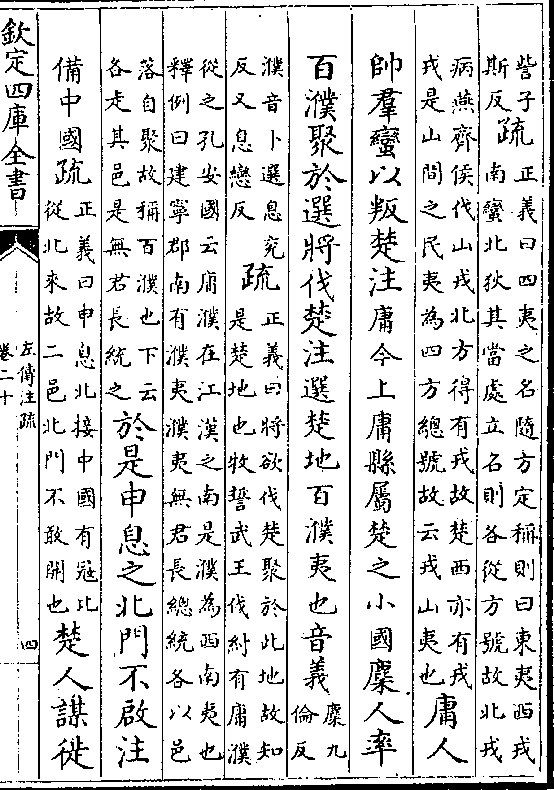 訾子
斯反
疏
正義曰四夷之名隨方定稱則曰東夷西戎
南蠻北狄其當處立名則各從方號故北戎
病燕齊侯伐山戎北方得有戎故楚西亦有戎
戎是山間之民夷為四方總號故云戎山夷也
庸人
帥羣蠻以叛楚注庸今上庸縣屬楚之小國麇人率
百濮聚於選將伐楚注選楚地百濮夷也音義
麇九
倫反
濮音卜選息兖
反又息戀反
疏
正義曰將欲伐楚聚於此地故知
是楚地也牧誓武王伐紂有庸濮
從之孔安國云庸濮在江漢之南是濮為西南夷也
釋例曰建寧郡南有濮夷濮夷無君長總統各以邑
落自聚故稱百濮也下云
各走其邑是無君長統之
於是申息之北門不啟注
備中國疏
正義曰申息北接中國有冦比
從北來故二邑北門不敢開也
楚人謀徙
欽定四庫全書
左傳注疏
卷二十
四